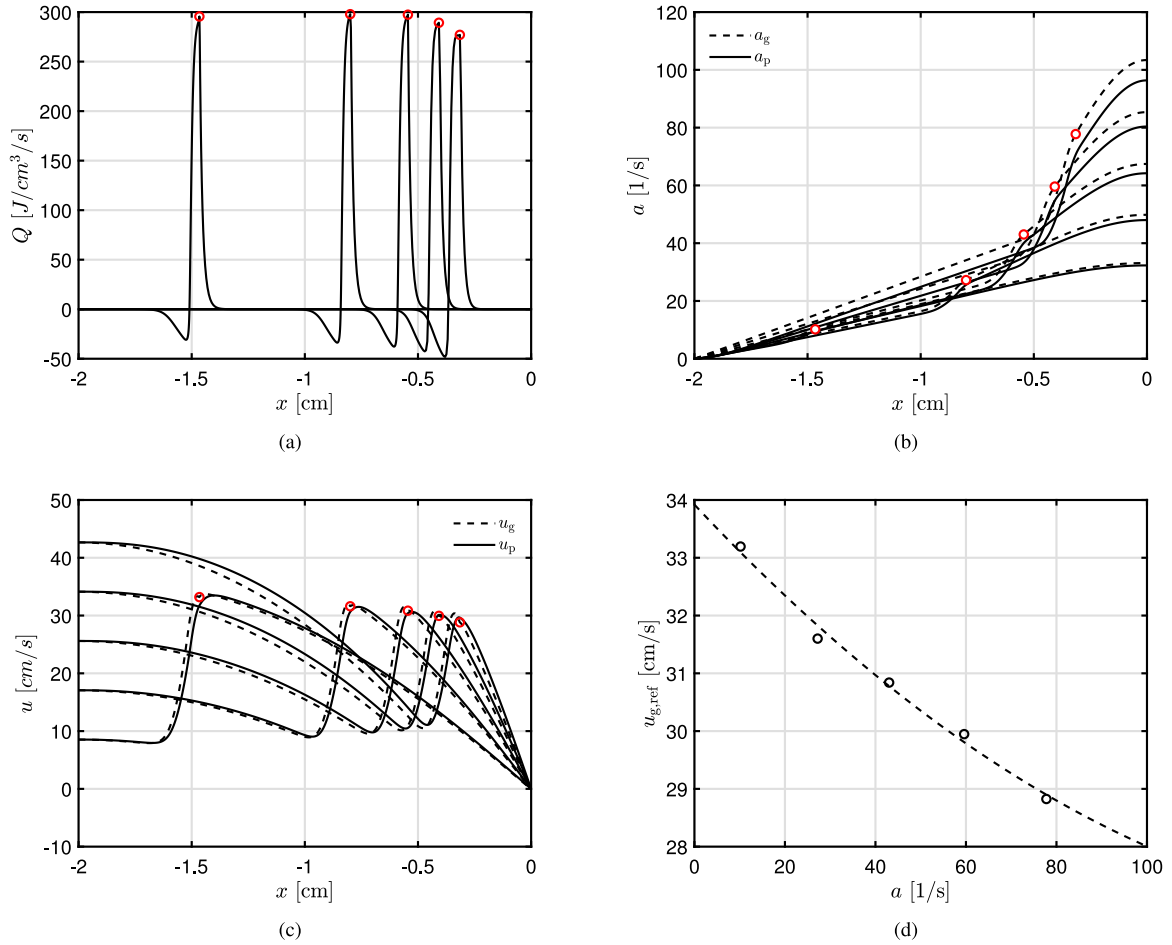 300
250
200
150
100
50
0
-50
Q [J/cm³/s]
-2 -1.5 -1 -0.5 0
x [cm]
(a)
120
100
80
60
40
20
0
a [1/s]
a_g
a_p
-2 -1.5 -1 -0.5 0
x [cm]
(b)
50
40
30
20
10
0
-10
u [cm/s]
u_g
u_p
-2 -1.5 -1 -0.5 0
x [cm]
(c)
34
33
32
31
30
29
28
u_g,ref [cm/s]
0 20 40 60 80 100
a [1/s]
(d)